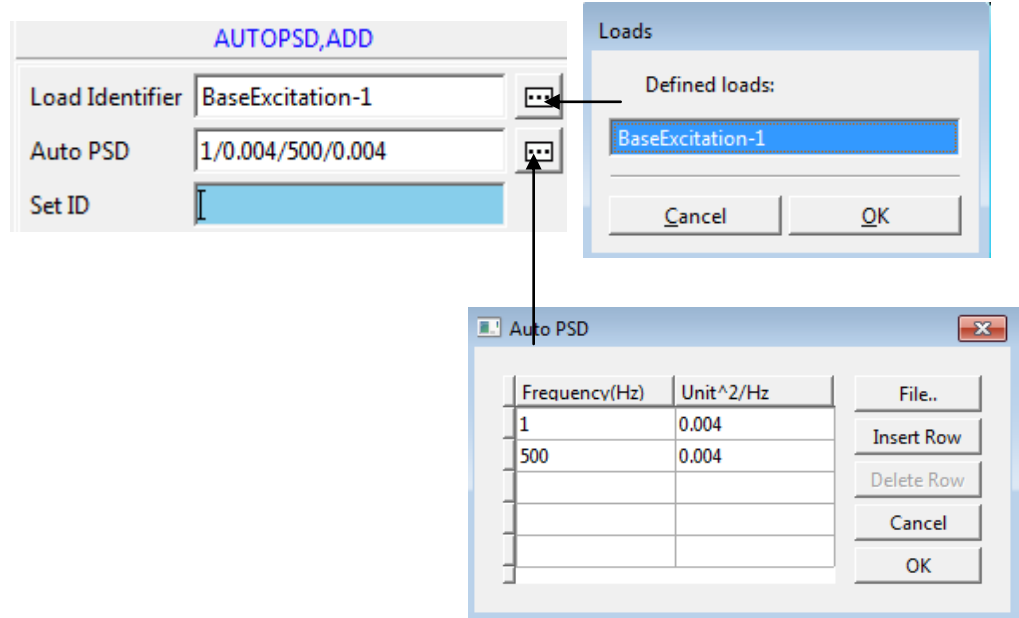 AUTOPSD,ADD
Load Identifier BaseExcitation-1
Auto PSD 1/0.004/500/0.004
Set ID
Loads
Defined loads:
BaseExcitation-1
Cancel OK
Auto PSD
Frequency(Hz) Unit^2/Hz
1 0.004
500 0.004
File..
Insert Row
Delete Row
Cancel
OK